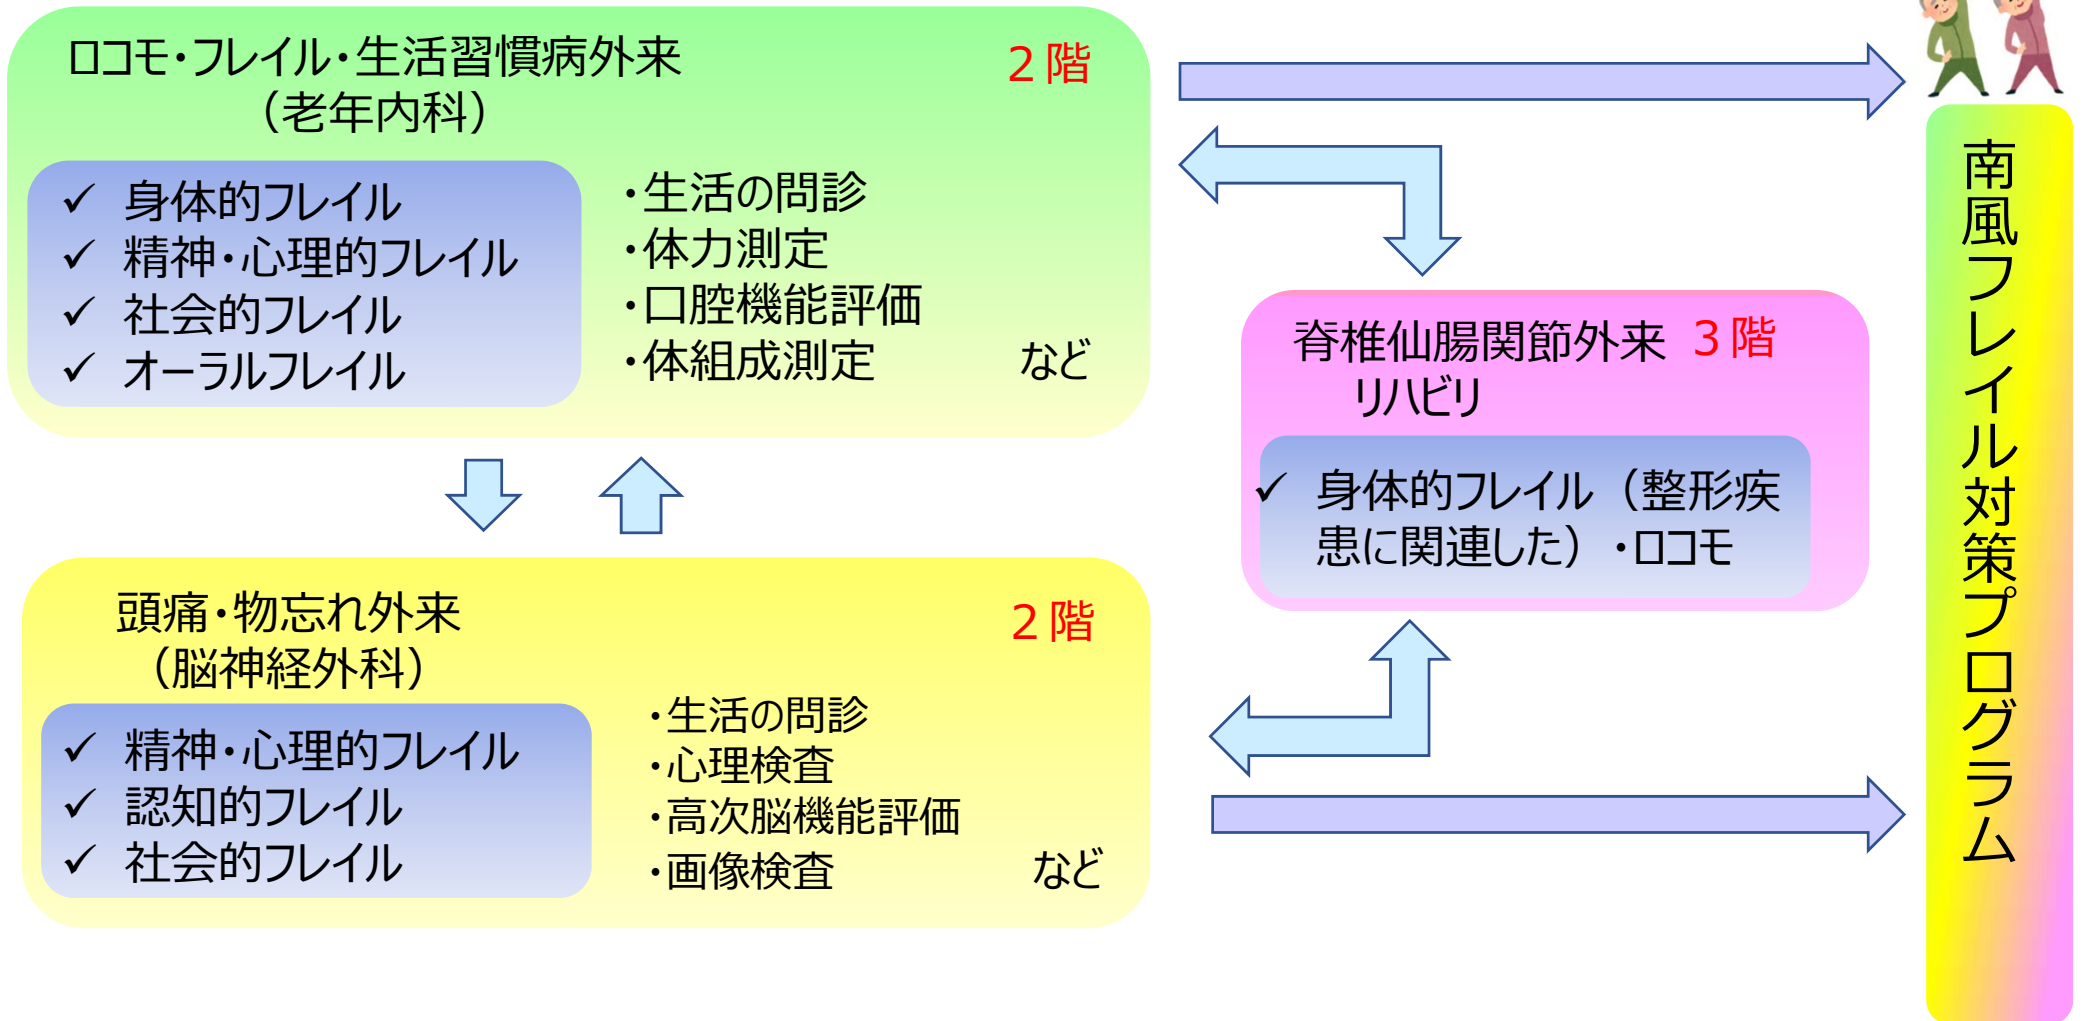 ロコモ・フレイル・生活習慣病外来
（老年内科）
２階
✓ 身体的フレイル
✓ 精神・心理的フレイル
✓ 社会的フレイル
✓ オーラルフレイル
・生活の問診
・体力測定
・口腔機能評価
・体組成測定 など
頭痛・物忘れ外来
（脳神経外科）
２階
✓ 精神・心理的フレイル
✓ 認知的フレイル
✓ 社会的フレイル
・生活の問診
・心理検査
・高次脳機能評価
・画像検査 など
脊椎仙腸関節外来 ３階
リハビリ
✓ 身体的フレイル（整形疾
患に関連した）・ロコモ
南風フレイル対策プログラム